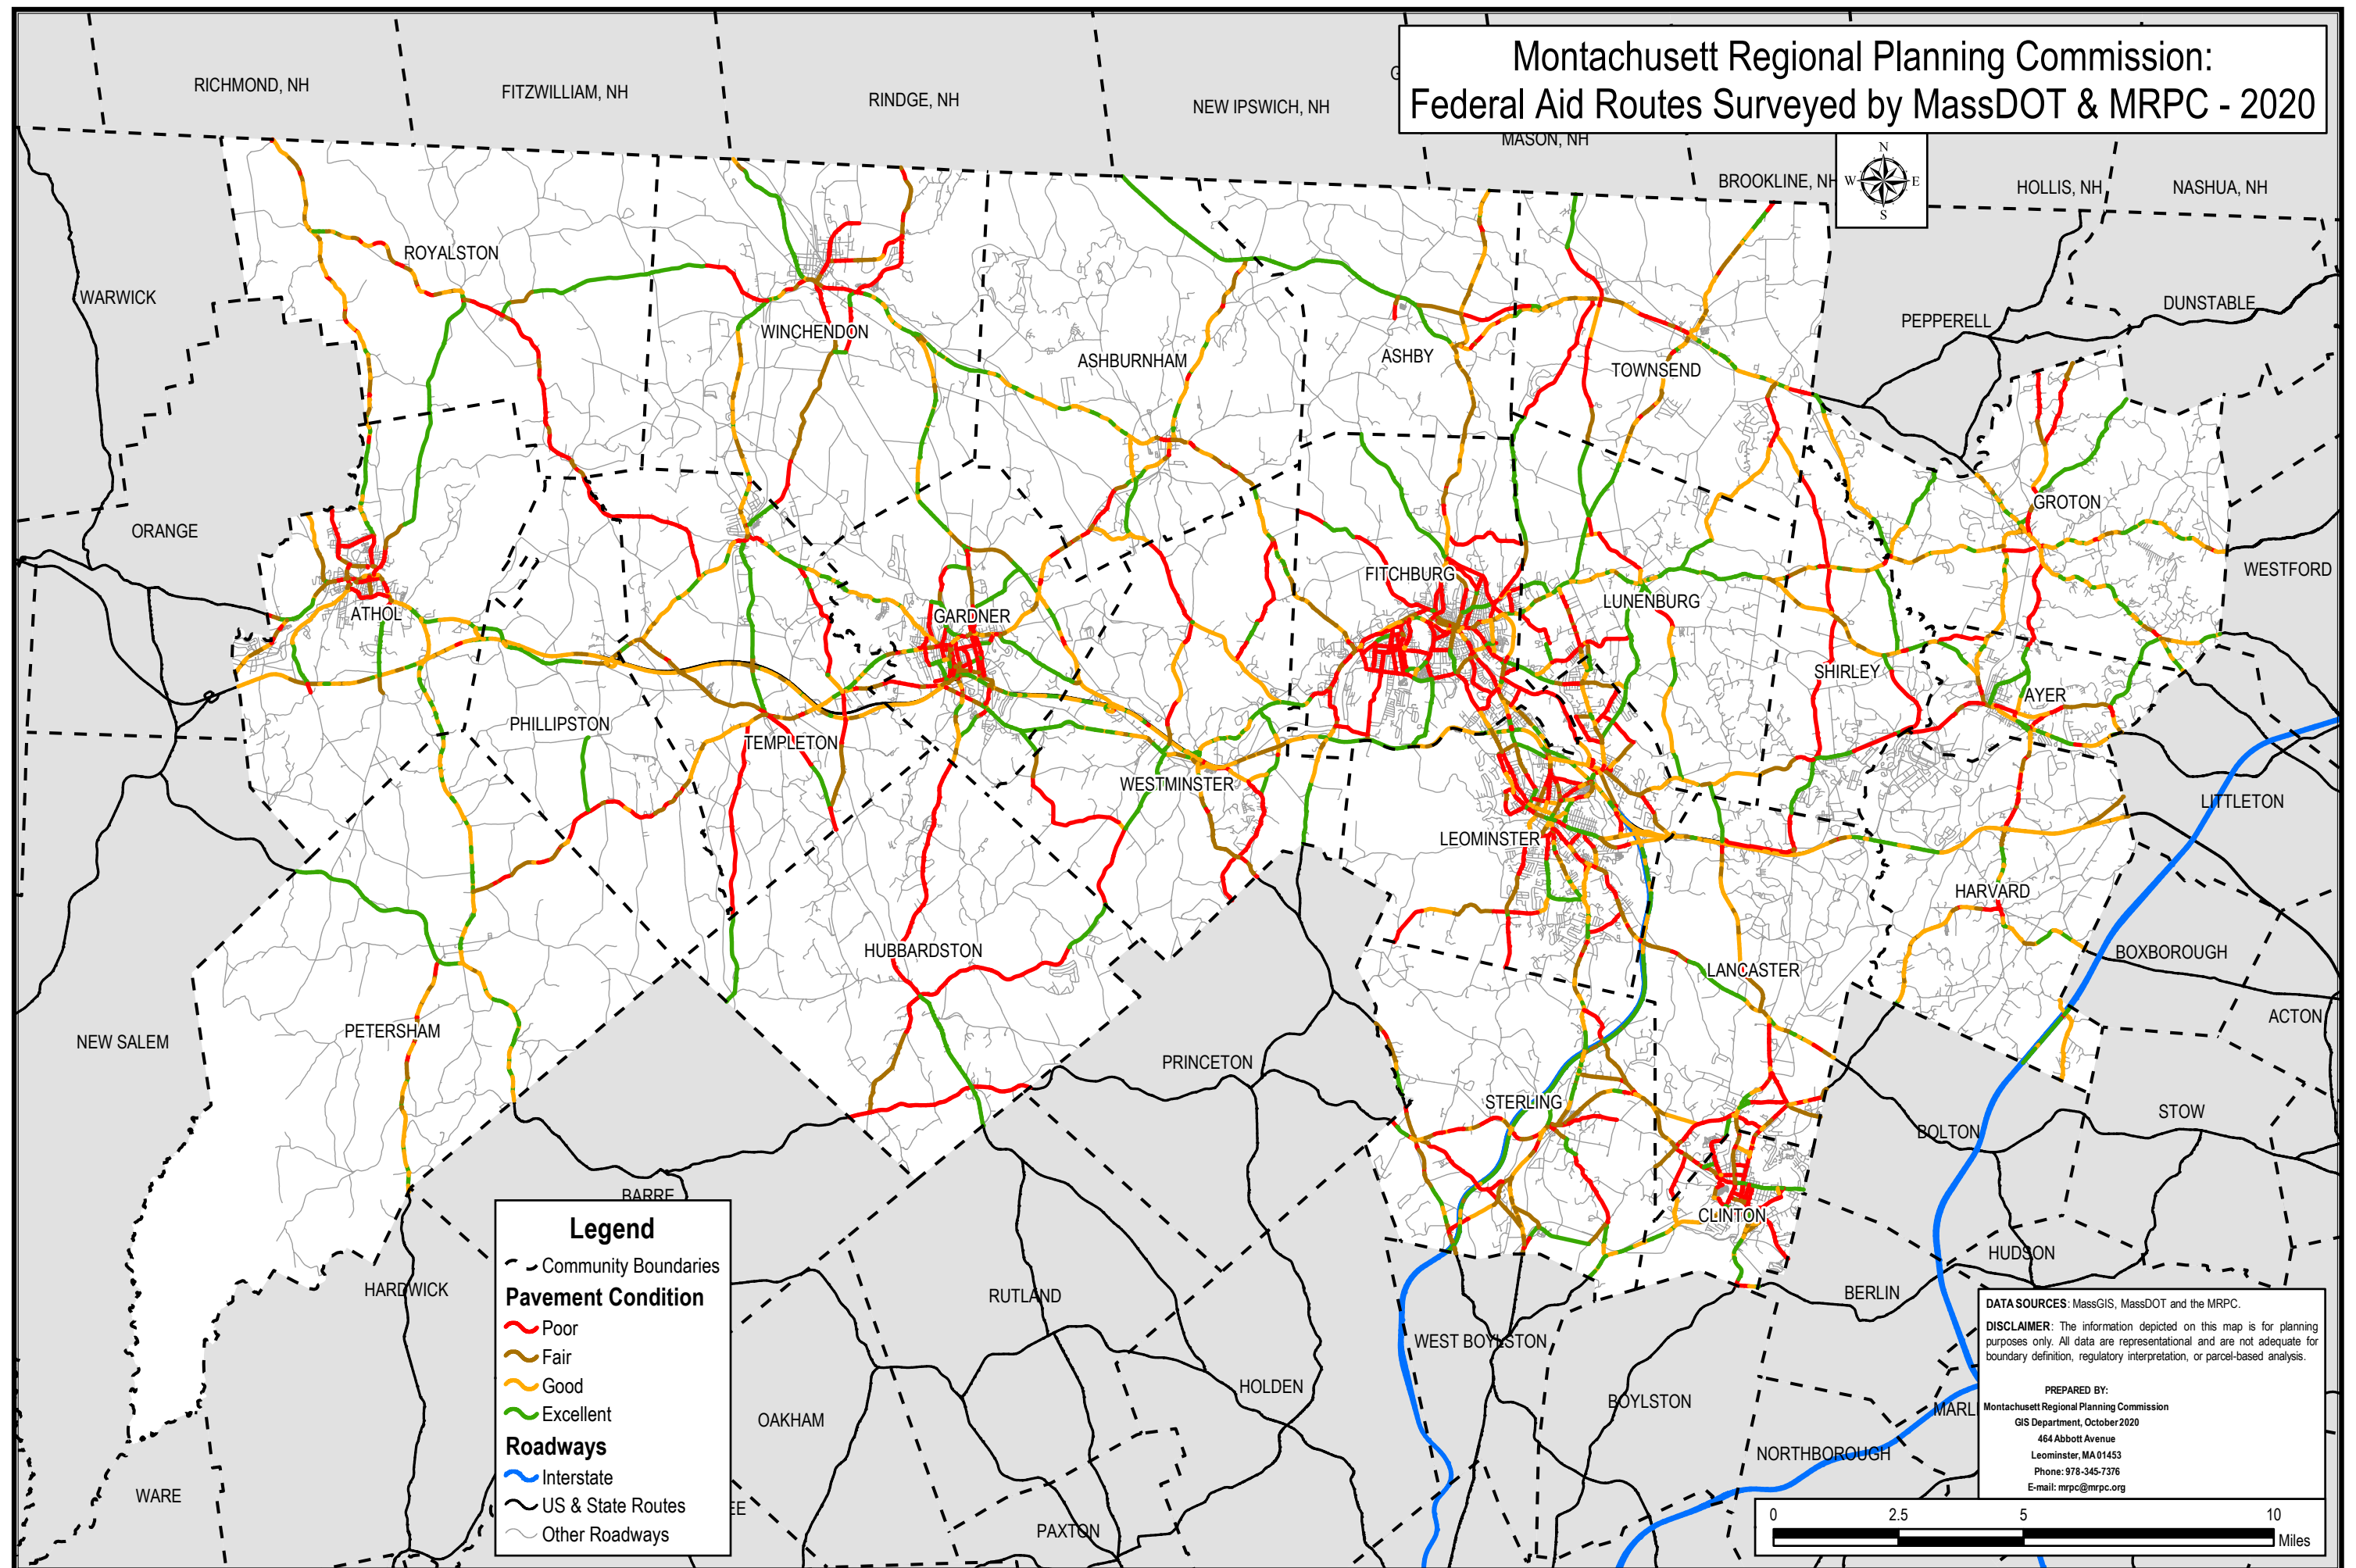 Montachusett Regional Planning Commission:
Federal Aid Routes Surveyed by MassDOT & MRPC - 2020
RICHMOND, NH
FITZWILLIAM, NH
RINDGE, NH
NEW IPSWICH, NH
MASON, NH
BROOKLINE, NH
HOLLIS, NH
NASHUA, NH
N
W
E
S
ROYALSTON
WARWICK
WINCHENDON
ASHBURNHAM
ASHBY
TOWNSEND
PEPPERELL
DUNSTABLE
ORANGE
GROTON
WESTFORD
ATHOL
GARDNER
FITCHBURG
LUNENBURG
SHIRLEY
AYER
PHILLIPSTON
TEMPLETON
WESTMINSTER
LITTLETON
LEOMINSTER
HARVARD
HUBBARDSTON
LANCASTER
BOXBOROUGH
NEW SALEM
PETERSHAM
ACTON
PRINCETON
STERLING
STOW
BOLTON
BARRE
CLINTON
HUDSON
HARDWICK
RUTLAND
BERLIN
WEST BOYLSTON
HOLDEN
BOYLSTON
OAKHAM
MARL
NORTHBOROUGH
WARE
EE
PAXTON
Legend
Community Boundaries
Pavement Condition
Poor
Fair
Good
Excellent
Roadways
Interstate
US & State Routes
Other Roadways
DATA SOURCES: MassGIS, MassDOT and the MRPC.
DISCLAIMER: The information depicted on this map is for planning
purposes only. All data are representational and are not adequate for
boundary definition, regulatory interpretation, or parcel-based analysis.
PREPARED BY:
Montachusett Regional Planning Commission
GIS Department, October 2020
464 Abbott Avenue
Leominster, MA 01453
Phone: 978-345-7376
E-mail: mrpc@mrpc.org
0 2.5 5 10
Miles